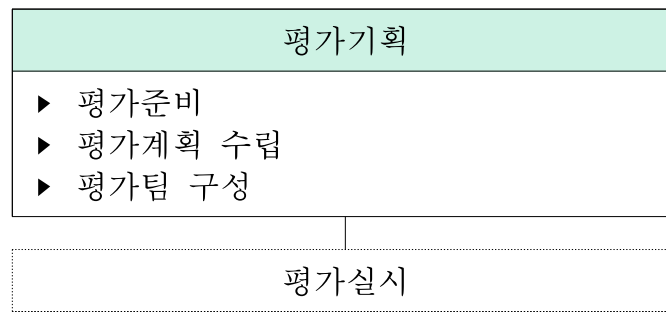 평가기획
▶ 평가준비
▶ 평가계획 수립
▶ 평가팀 구성
평가실시